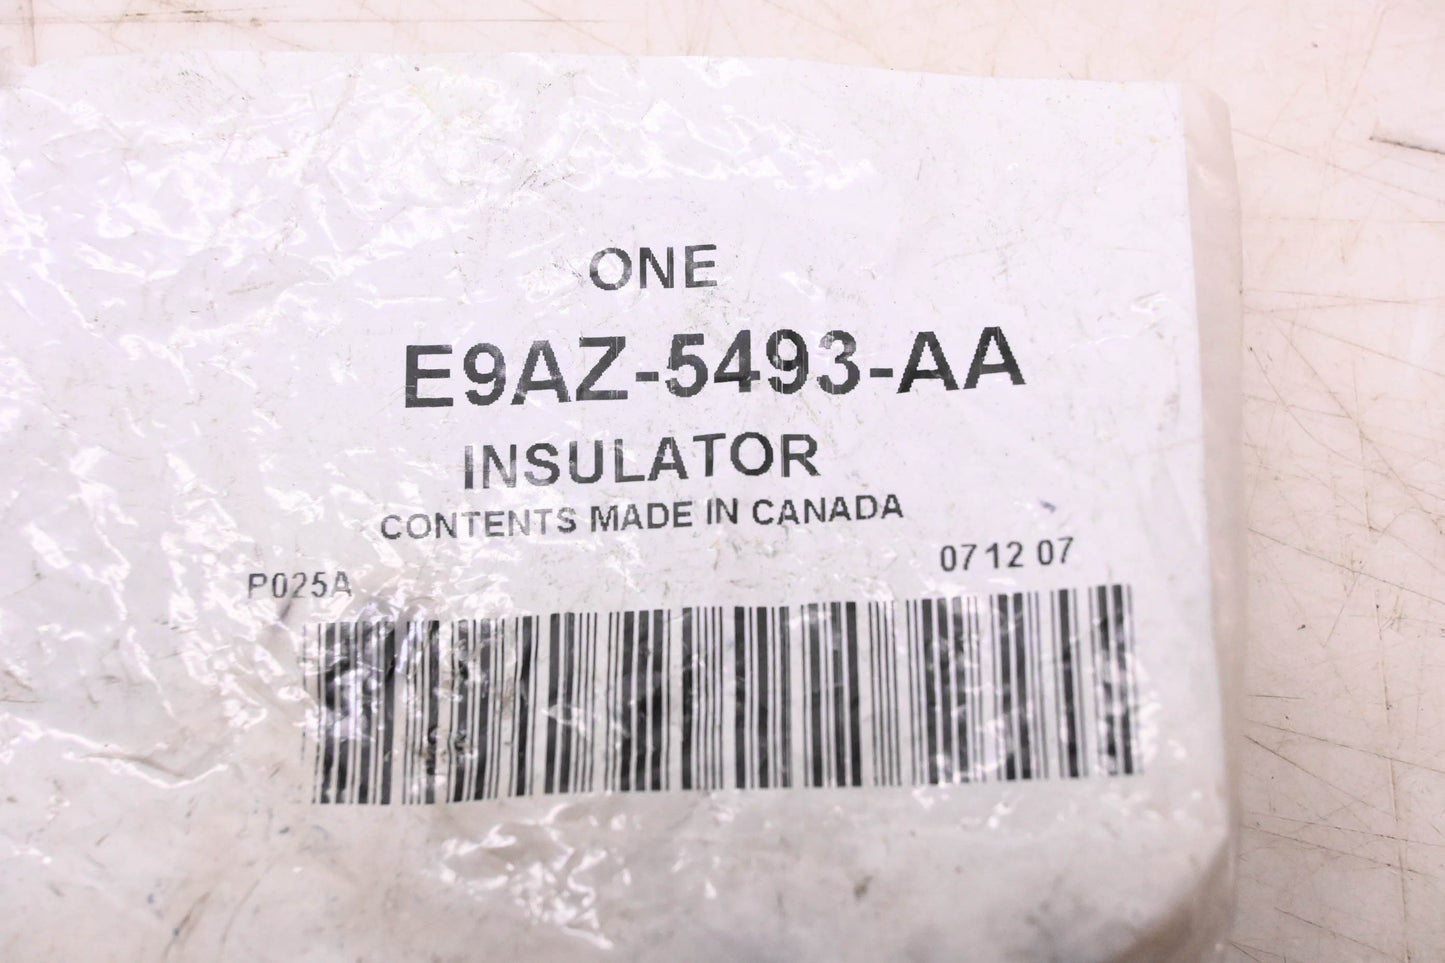 ONE
E9AZ-5493-AA
INSULATOR
CONTENTS MADE IN CANADA
P025A 07 12 07